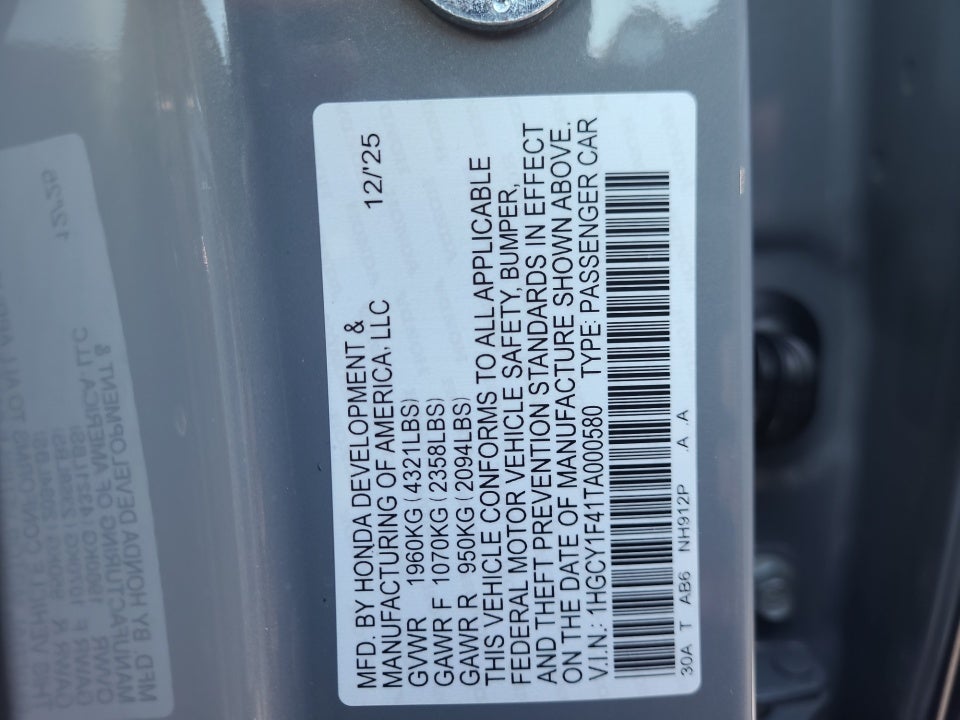 MFD. BY HONDA DEVELOPMENT &
MANUFACTURING OF AMERICA, LLC 12/'25
GVWR 1960KG (4321LBS)
GAWR F 1070KG (2358LBS)
GAWR R 950KG (2094LBS)
THIS VEHICLE CONFORMS TO ALL APPLICABLE
FEDERAL MOTOR VEHICLE SAFETY, BUMPER,
AND THEFT PREVENTION STANDARDS IN EFFECT
ON THE DATE OF MANUFACTURE SHOWN ABOVE.
V.I.N: 1HGCY1F41TA000580 TYPE: PASSENGER CAR
30A T AB6 NH912P .A .A